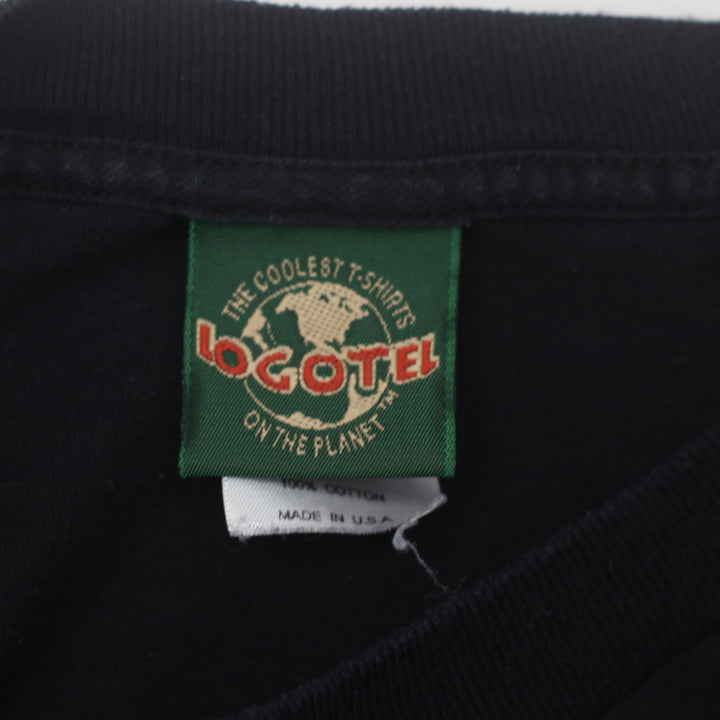 THE COOLEST T-SHIRTS
LOGOTEL
ON THE PLANET™
100% COTTON
MADE IN U.S.A.